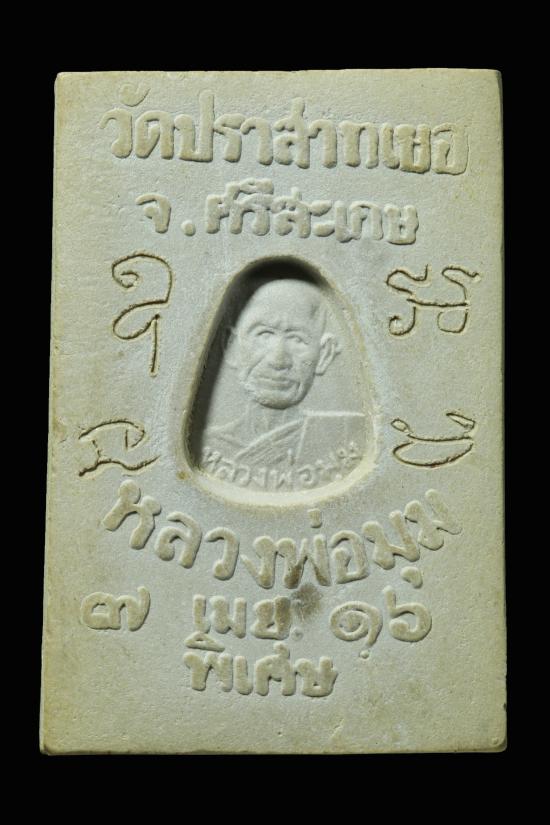 วัดปราสาทเยอ
จ.ศรีสะเกษ
หลวงพ่อมุม
หลวงพ่อมุม
๗ เมย. ๑๖
พิเศษ